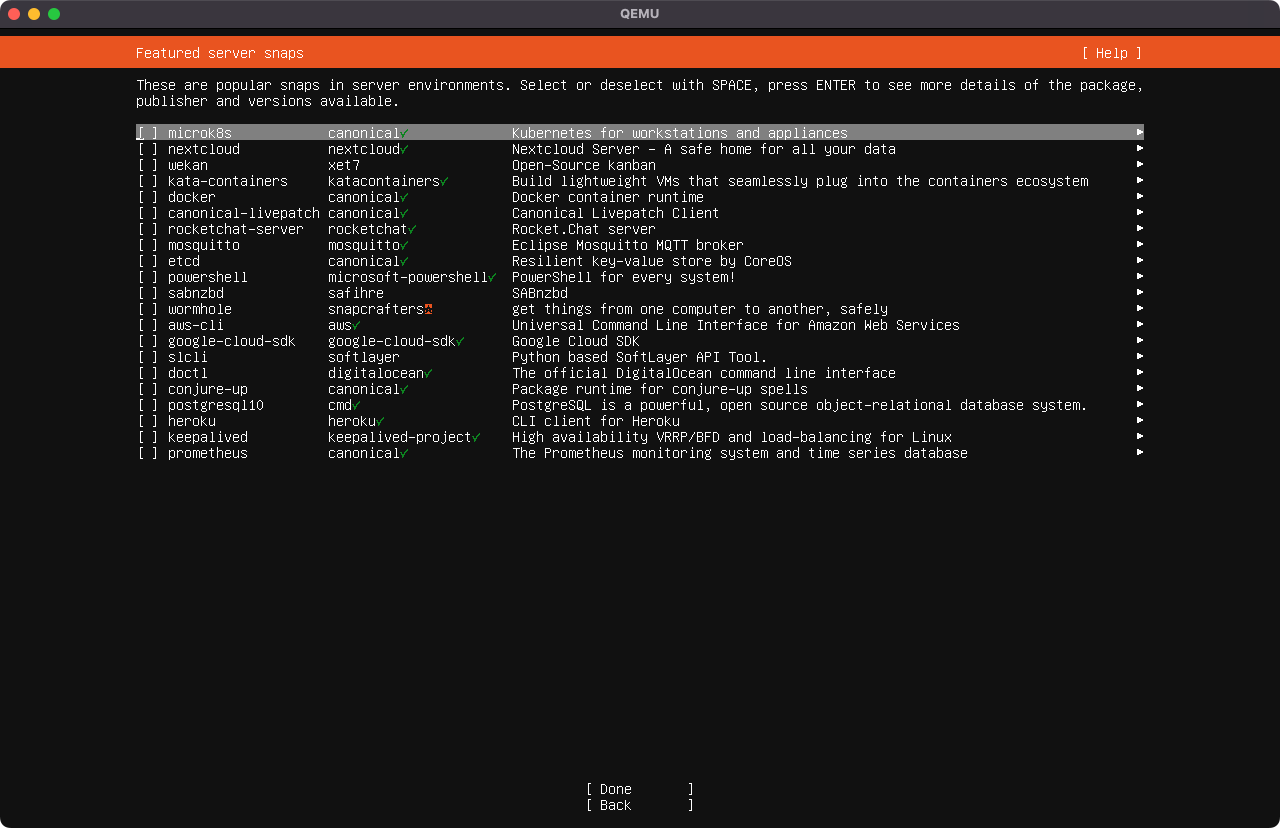 QEMU
Featured server snaps [ Help ]
These are popular snaps in server environments. Select or deselect with SPACE, press ENTER to see more details of the package,
publisher and versions available.
[ ] microk8s canonical✓ Kubernetes for workstations and appliances ▸
[ ] nextcloud nextcloud✓ Nextcloud Server - A safe home for all your data ▸
[ ] wekan xet7 Open-Source kanban ▸
[ ] kata-containers katacontainers✓ Build lightweight VMs that seamlessly plug into the containers ecosystem ▸
[ ] docker canonical✓ Docker container runtime ▸
[ ] canonical-livepatch canonical✓ Canonical Livepatch Client ▸
[ ] rocketchat-server rocketchat✓ Rocket.Chat server ▸
[ ] mosquitto mosquitto✓ Eclipse Mosquitto MQTT broker ▸
[ ] etcd canonical✓ Resilient key-value store by CoreOS ▸
[ ] powershell microsoft-powershell✓ PowerShell for every system! ▸
[ ] sabnzbd safihre SABnzbd ▸
[ ] wormhole snapcrafters get things from one computer to another, safely ▸
[ ] aws-cli aws✓ Universal Command Line Interface for Amazon Web Services ▸
[ ] google-cloud-sdk google-cloud-sdk✓ Google Cloud SDK ▸
[ ] slcli softlayer Python based SoftLayer API Tool. ▸
[ ] doctl digitalocean✓ The official DigitalOcean command line interface ▸
[ ] conjure-up canonical✓ Package runtime for conjure-up spells ▸
[ ] postgresql10 cmd✓ PostgreSQL is a powerful, open source object-relational database system. ▸
[ ] heroku heroku✓ CLI client for Heroku ▸
[ ] keepalived keepalived-project✓ High availability VRRP/BFD and load-balancing for Linux ▸
[ ] prometheus canonical✓ The Prometheus monitoring system and time series database ▸
[ Done ]
[ Back ]